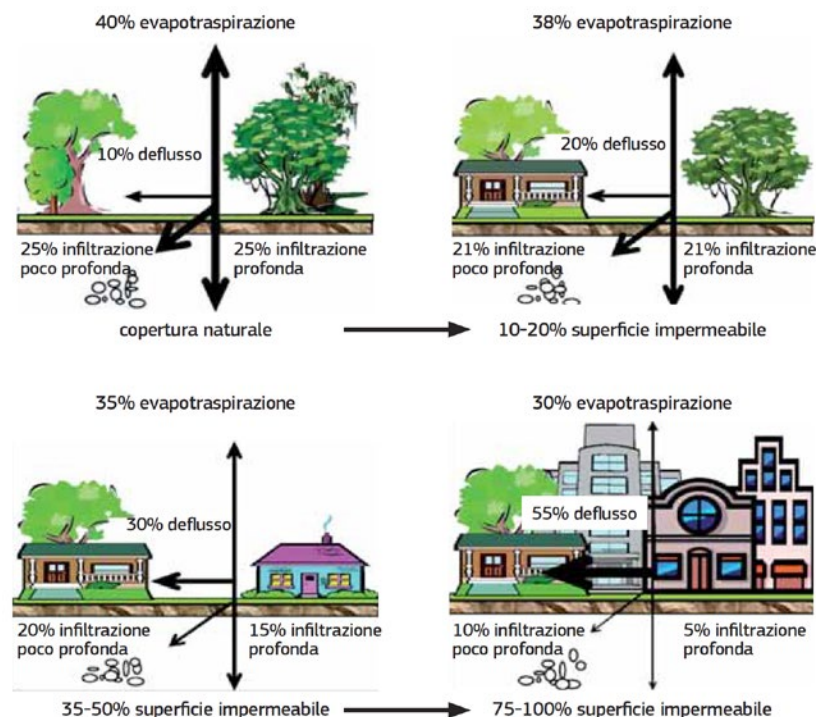 40% evapotraspirazione
10% deflusso
25% infiltrazione
poco profonda
25% infiltrazione
profonda
copertura naturale
38% evapotraspirazione
20% deflusso
21% infiltrazione
poco profonda
21% infiltrazione
profonda
10-20% superficie impermeabile
35% evapotraspirazione
30% deflusso
20% infiltrazione
poco profonda
15% infiltrazione
profonda
35-50% superficie impermeabile
30% evapotraspirazione
55% deflusso
10% infiltrazione
poco profonda
5% infiltrazione
profonda
75-100% superficie impermeabile